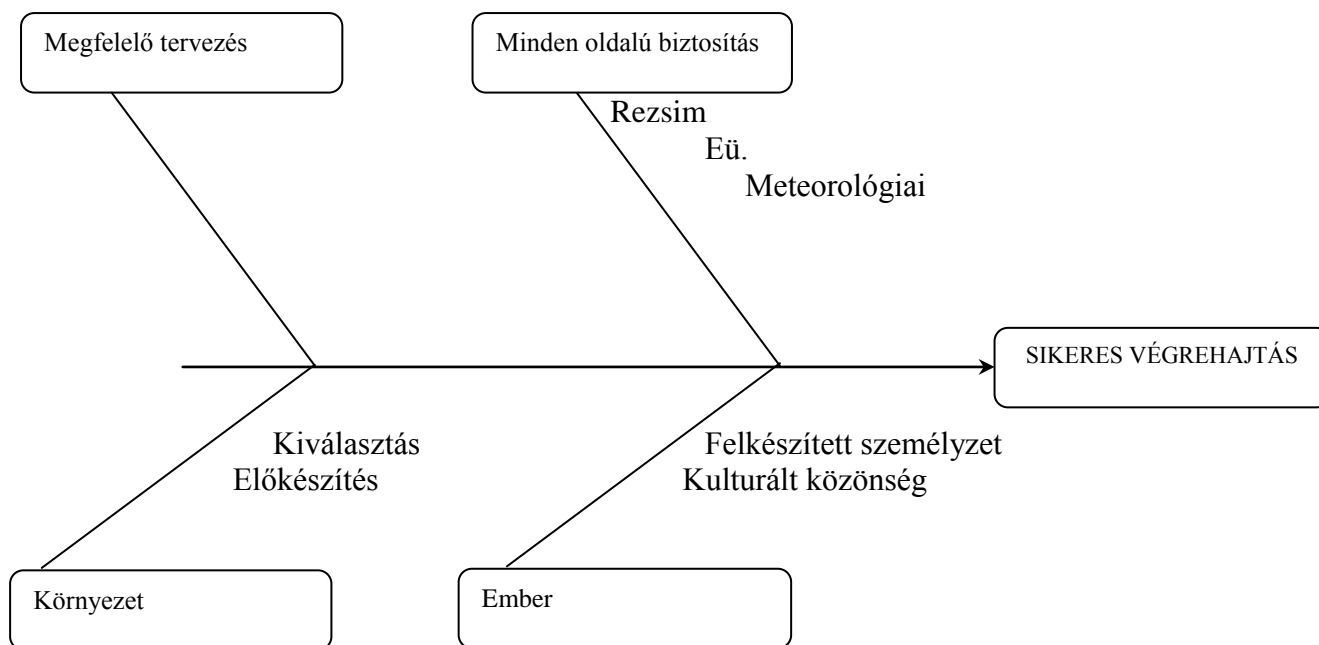 Megfelelő tervezés
Minden oldalú biztosítás
Rezsim
Eü.
Meteorológiai
SIKERES VÉGREHAJTÁS
Kiválasztás
Előkészítés
Felkészített személyzet
Kulturált közönség
Környezet
Ember